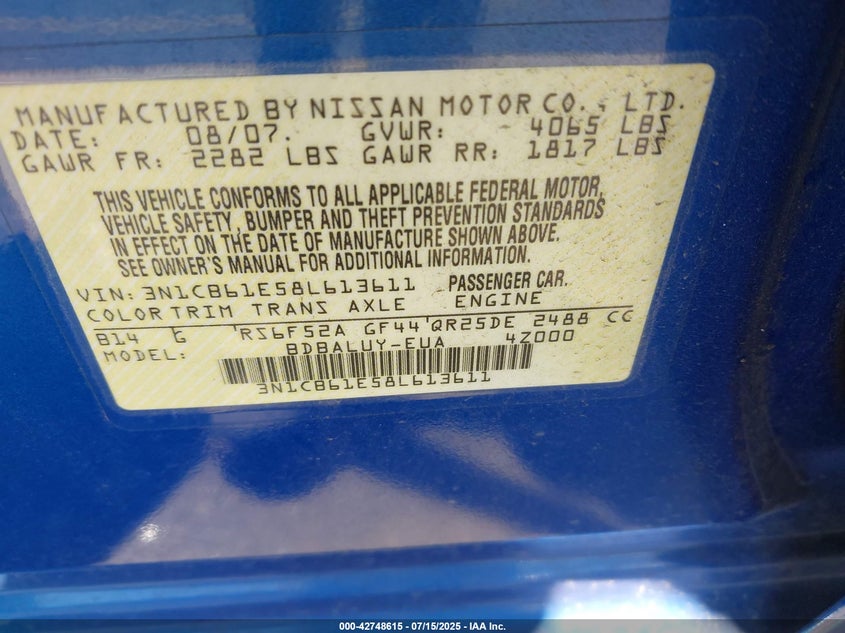 MANUFACTURED BY NISSAN MOTOR CO., LTD.
DATE: 08/07. GVWR: 4065 LBS
GAWR FR: 2282 LBS GAWR RR: 1817 LBS
THIS VEHICLE CONFORMS TO ALL APPLICABLE FEDERAL MOTOR,
VEHICLE SAFETY, BUMPER AND THEFT PREVENTION STANDARDS
IN EFFECT ON THE DATE OF MANUFACTURE SHOWN ABOVE.
SEE OWNER'S MANUAL FOR ADDITIONAL INFORMATION.
VIN: 3N1CB61E58L613611 PASSENGER CAR.
COLOR TRIM TRANS AXLE ENGINE
B14 G RS6F52A GF44 QR25DE 2488 CC
MODEL: BDBALUY-EUA 4Z000
3N1CB61E58L613611
000-42748615 - 07/15/2025 - IAA Inc.